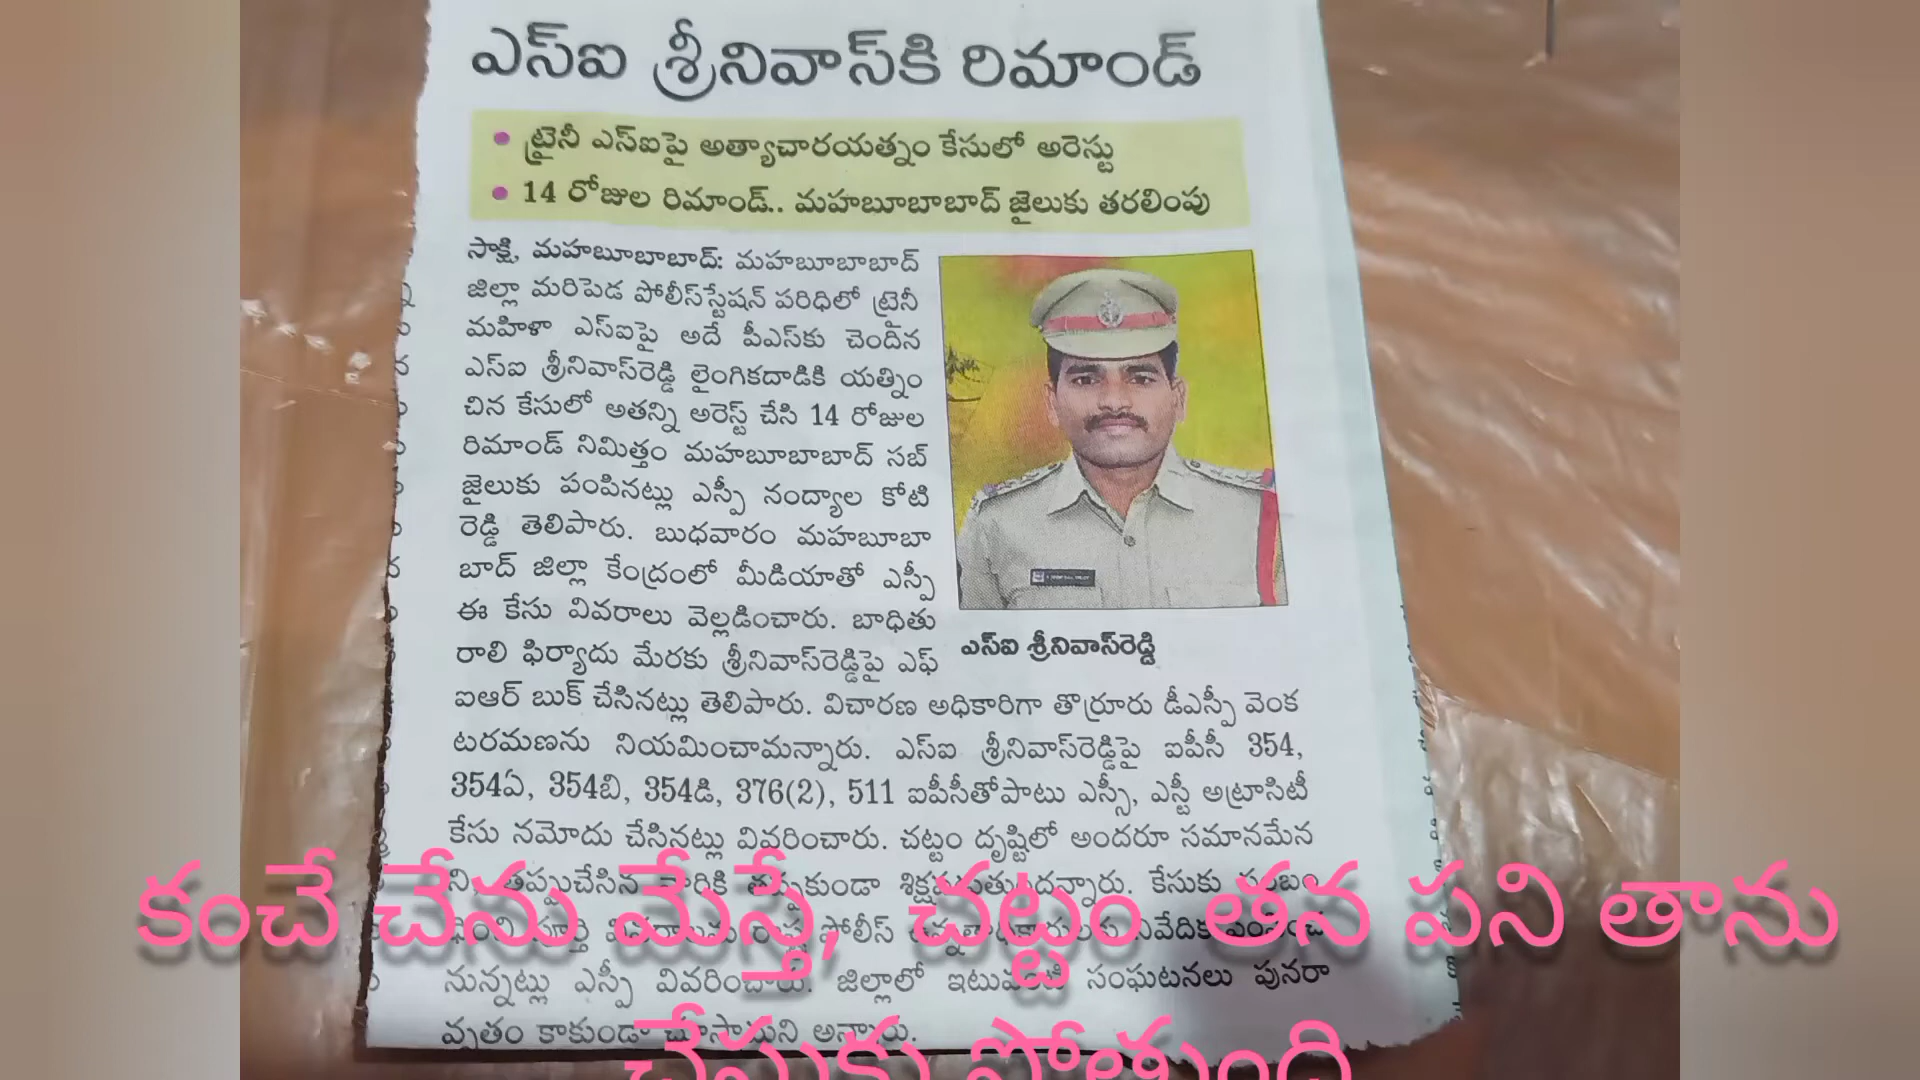 ఎస్ఐ శ్రీనివాస్‌కి రిమాండ్
• ట్రైనీ ఎస్ఐపై అత్యాచారయత్నం కేసులో అరెస్టు
• 14 రోజుల రిమాండ్.. మహబూబాబాద్ జైలుకు తరలింపు
సాక్షి, మహబూబాబాద్: మహబూబాబాద్
జిల్లా మరిపెడ పోలీస్‌స్టేషన్ పరిధిలో ట్రైనీ
మహిళా ఎస్ఐపై అదే పీఎస్‌కు చెందిన
ఎస్ఐ శ్రీనివాస్‌రెడ్డి లైంగికదాడికి యత్నిం
చిన కేసులో అతన్ని అరెస్ట్ చేసి 14 రోజుల
రిమాండ్ నిమిత్తం మహబూబాబాద్ సబ్
జైలుకు పంపినట్లు ఎస్పీ నంద్యాల కోటి
రెడ్డి తెలిపారు. బుధవారం మహబూబా
బాద్ జిల్లా కేంద్రంలో మీడియాతో ఎస్పీ
ఈ కేసు వివరాలు వెల్లడించారు. బాధితు
రాలి ఫిర్యాదు మేరకు శ్రీనివాస్‌రెడ్డిపై ఎఫ్
ఎస్ఐ శ్రీనివాస్‌రెడ్డి
ఐఆర్ బుక్ చేసినట్లు తెలిపారు. విచారణ అధికారిగా తొర్రూరు డీఎస్పీ వెంక
టరమణను నియమించామన్నారు. ఎస్ఐ శ్రీనివాస్‌రెడ్డిపై ఐపీసీ 354,
354ఏ, 354బి, 354డి, 376(2), 511 ఐపీసీతోపాటు ఎస్సీ, ఎస్టీ అట్రాసిటీ
కేసు నమోదు చేసినట్లు వివరించారు. చట్టం దృష్టిలో అందరూ సమానమేన
తప్పుచేసిన వారికి తప్పకుండా కేసుకు
పోలీస్
నున్నట్లు ఎస్పీ వివరించారు. జిల్లాలో ఇటువంటి సంఘటనలు పునరా
వృతం కాకుండా చూస్తామని అన్నారు.
కంచే చేను మేస్తే, చట్టం తన పని తాను
చేసుకు పోతుంది